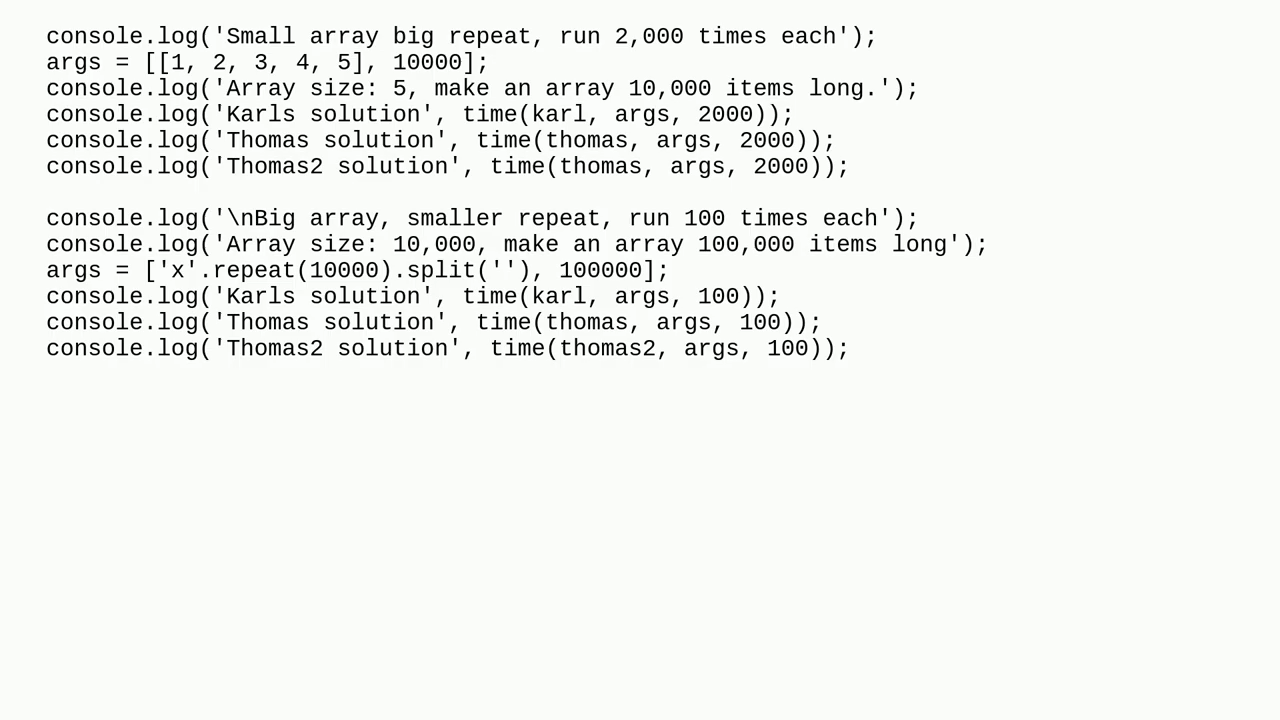 console.log('Small array big repeat, run 2,000 times each');
args = [[1, 2, 3, 4, 5], 10000];
console.log('Array size: 5, make an array 10,000 items long.');
console.log('Karls solution', time(karl, args, 2000));
console.log('Thomas solution', time(thomas, args, 2000));
console.log('Thomas2 solution', time(thomas, args, 2000));
console.log('\nBig array, smaller repeat, run 100 times each');
console.log('Array size: 10,000, make an array 100,000 items long');
args = ['x'.repeat(10000).split(''), 100000];
console.log('Karls solution', time(karl, args, 100));
console.log('Thomas solution', time(thomas, args, 100));
console.log('Thomas2 solution', time(thomas2, args, 100));